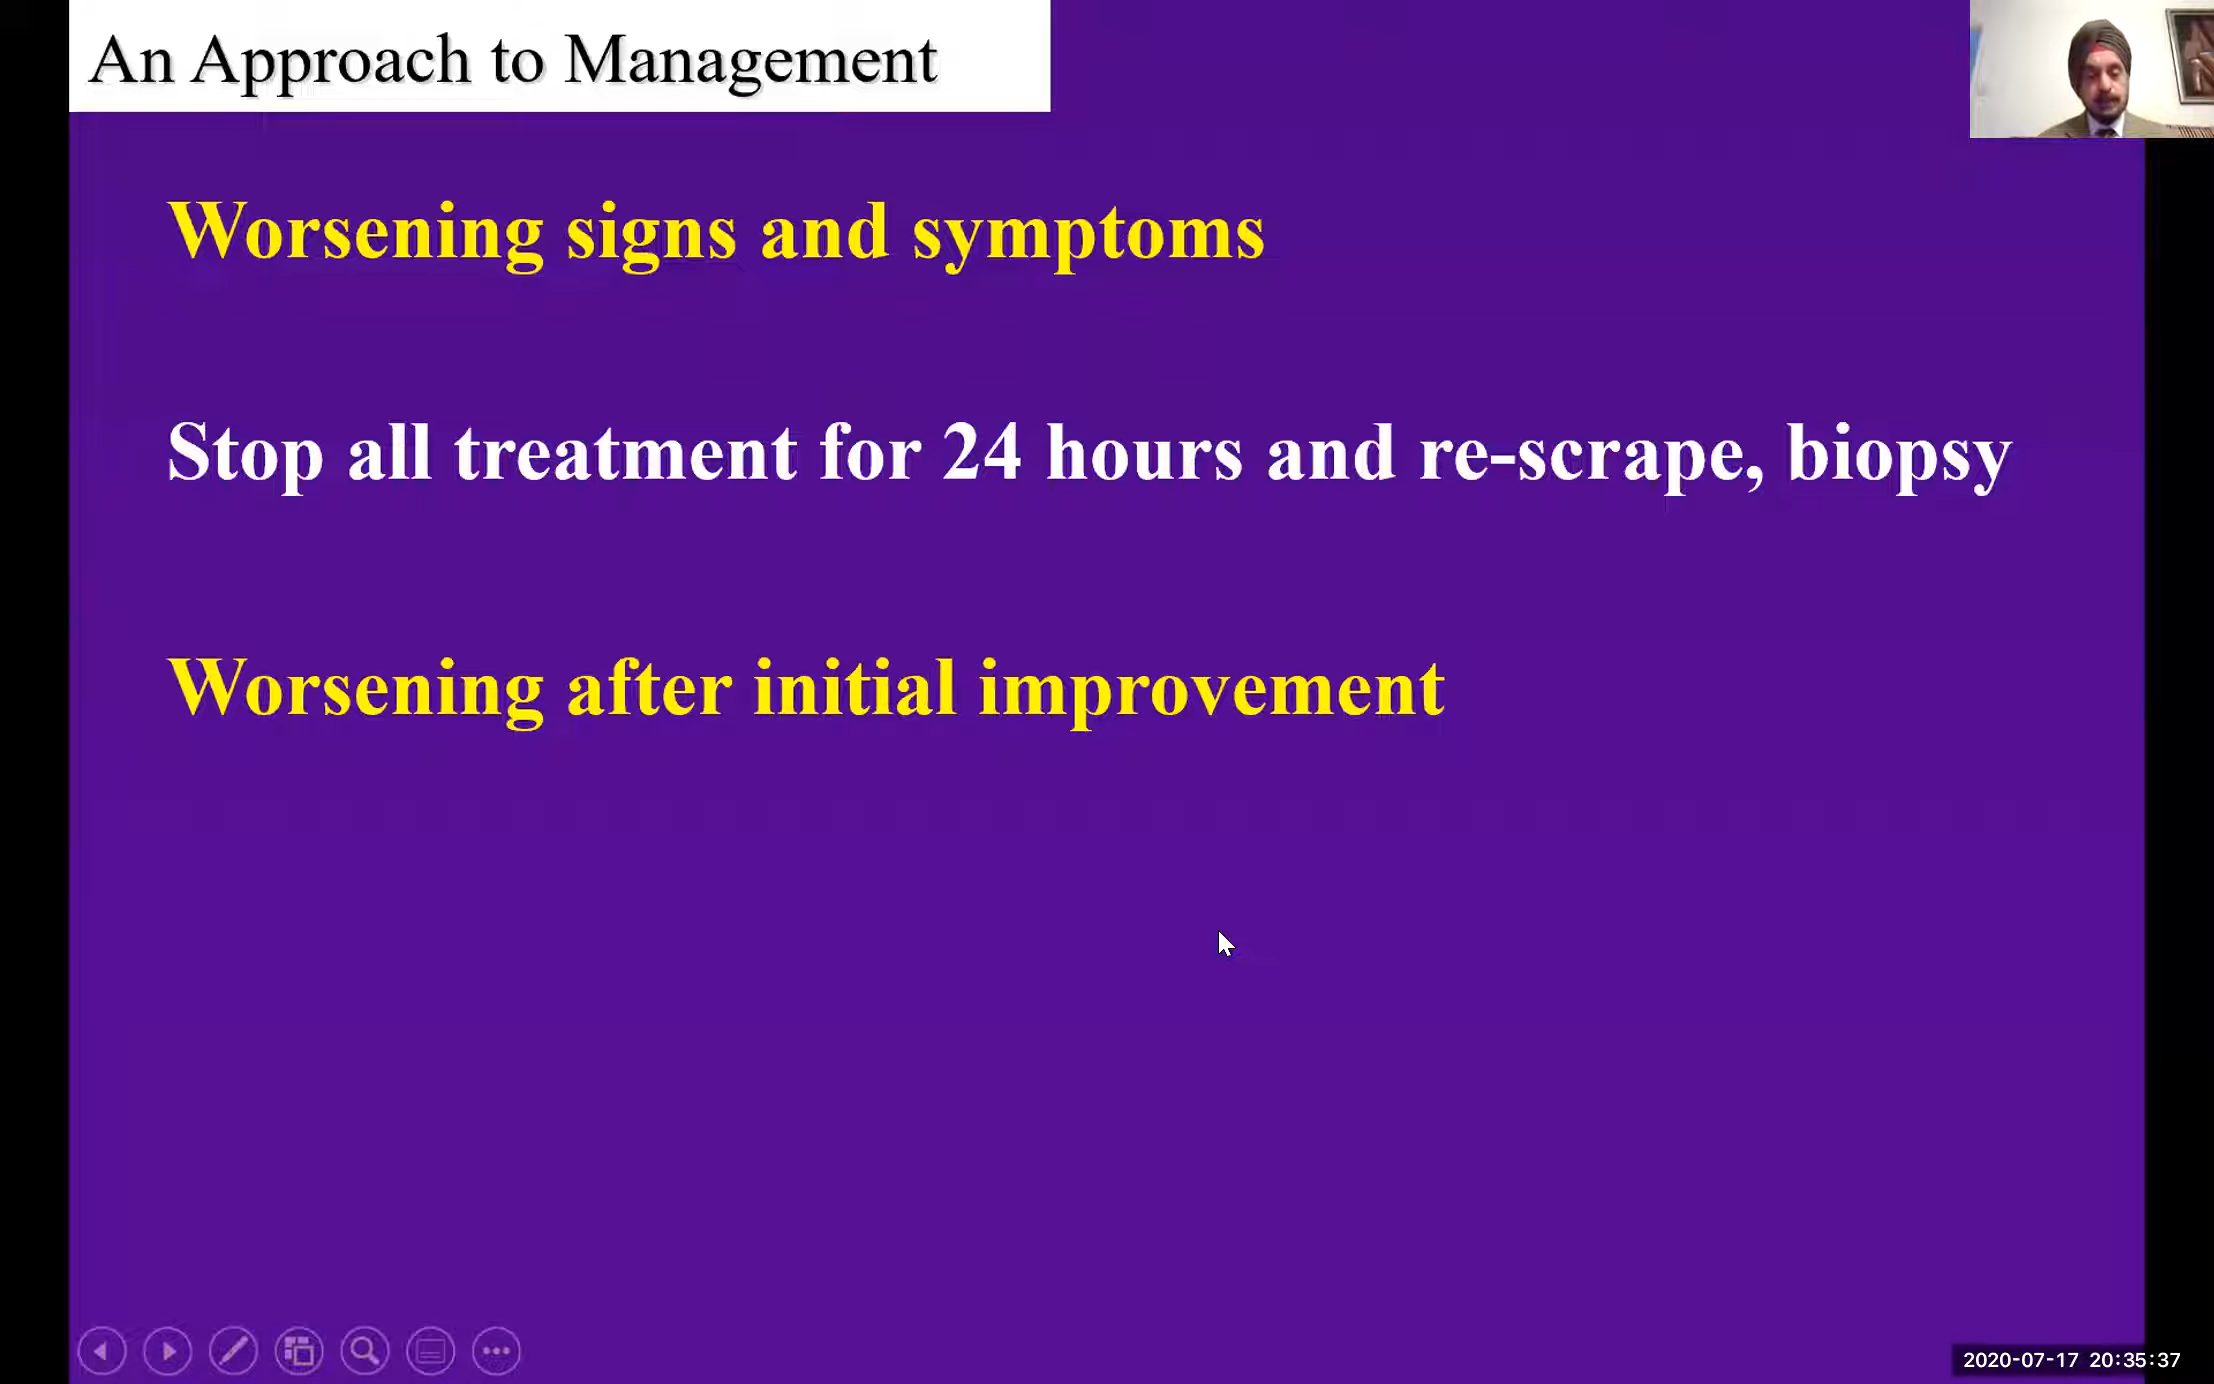 An Approach to Management
Worsening signs and symptoms
Stop all treatment for 24 hours and re-scrape, biopsy
Worsening after initial improvement
2020-07-17 20:35:37